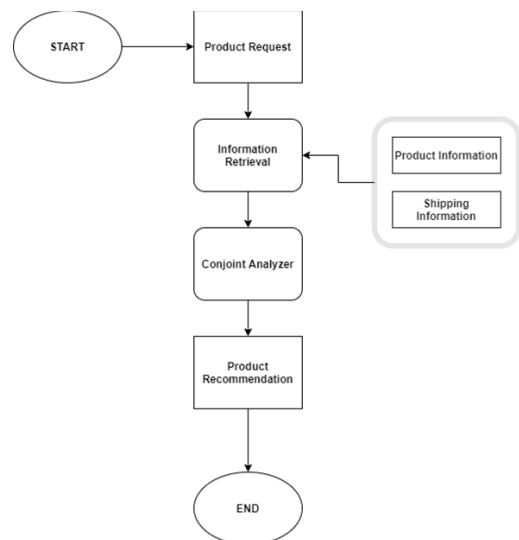 START
Product Request
Information
Retrieval
Product Information
Shipping
Information
Conjoint Analyzer
Product
Recommendation
END